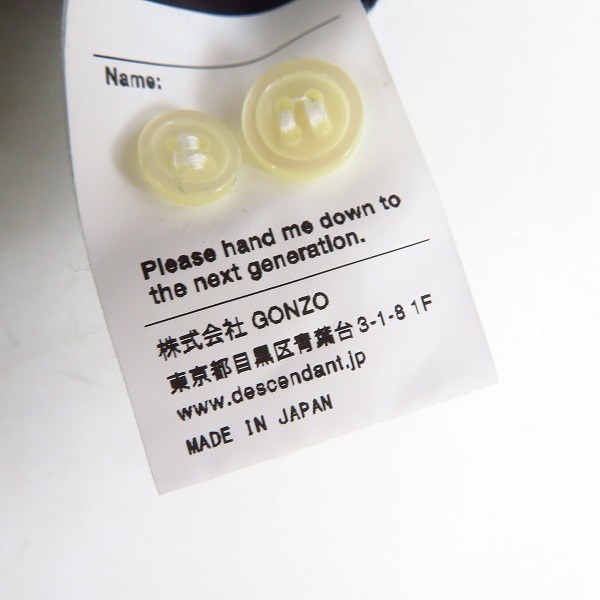 Name:
Please hand me down to
the next generation.
株式会社 GONZO
東京都目黒区青葉台3-1-8 1F
www.descendant.jp
MADE IN JAPAN